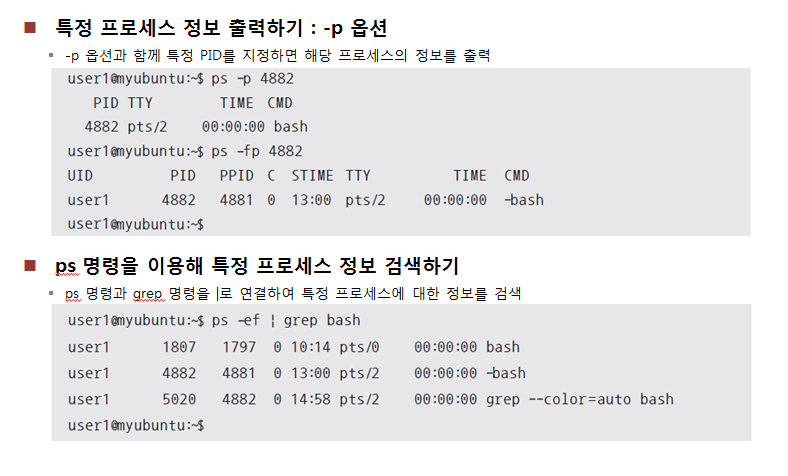 특정 프로세스 정보 출력하기 : -p 옵션
-p 옵션과 함께 특정 PID를 지정하면 해당 프로세스의 정보를 출력
user1@myubuntu:~$ ps -p 4882
PID TTY TIME CMD
4882 pts/2 00:00:00 bash
user1@myubuntu:~$ ps -fp 4882
UID PID PPID C STIME TTY TIME CMD
user1 4882 4881 0 13:00 pts/2 00:00:00 -bash
user1@myubuntu:~$
ps 명령을 이용해 특정 프로세스 정보 검색하기
ps 명령과 grep 명령을 |로 연결하여 특정 프로세스에 대한 정보를 검색
user1@myubuntu:~$ ps -ef | grep bash
user1 1807 1797 0 10:14 pts/0 00:00:00 bash
user1 4882 4881 0 13:00 pts/2 00:00:00 -bash
user1 5020 4882 0 14:58 pts/2 00:00:00 grep --color=auto bash
user1@myubuntu:~$